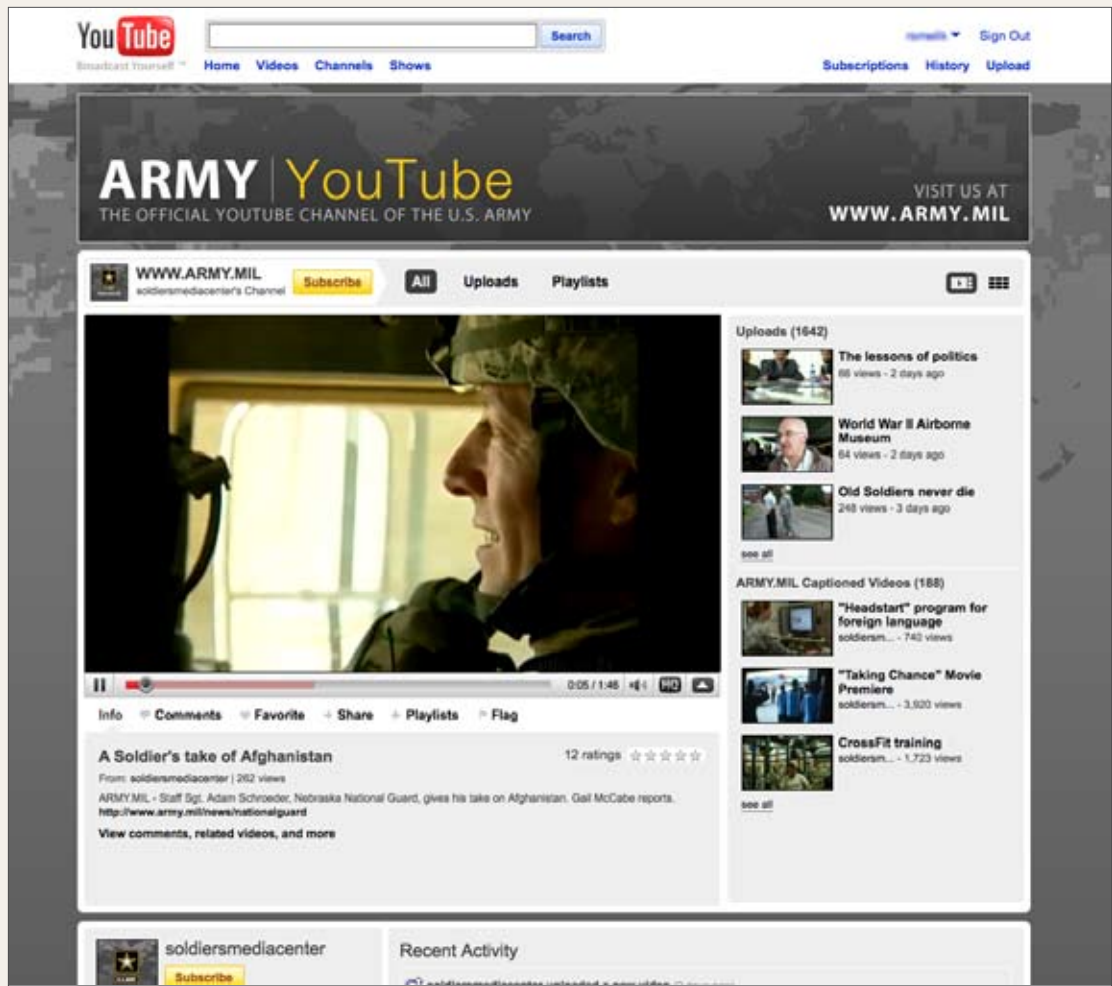 You Tube
Broadcast Yourself ™
Search
Sign Out
Home Videos Channels Shows
Subscriptions History Upload
ARMY YouTube
THE OFFICIAL YOUTUBE CHANNEL OF THE U.S. ARMY
VISIT US AT
WWW.ARMY.MIL
WWW.ARMY.MIL
soldiersmediacenter's Channel
Subscribe
All Uploads Playlists
Uploads (1642)
The lessons of politics
66 views - 2 days ago
World War II Airborne
Museum
64 views - 2 days ago
Old Soldiers never die
248 views - 3 days ago
see all
ARMY.MIL Captioned Videos (188)
"Headstart" program for
foreign language
soldiersm... - 740 views
"Taking Chance" Movie
Premiere
soldiersm... - 3,920 views
CrossFit training
soldiersm... - 1,723 views
see all
0:05 / 1:46 HQ
Info Comments Favorite Share Playlists Flag
A Soldier's take of Afghanistan
12 ratings
From: soldiersmediacenter | 262 views
ARMY.MIL - Staff Sgt. Adam Schroeder, Nebraska National Guard, gives his take on Afghanistan. Gail McCabe reports.
http://www.army.mil/news/nationalguard
View comments, related videos, and more
soldiersmediacenter
Subscribe
Recent Activity
soldiersmediacenter uploaded a new video